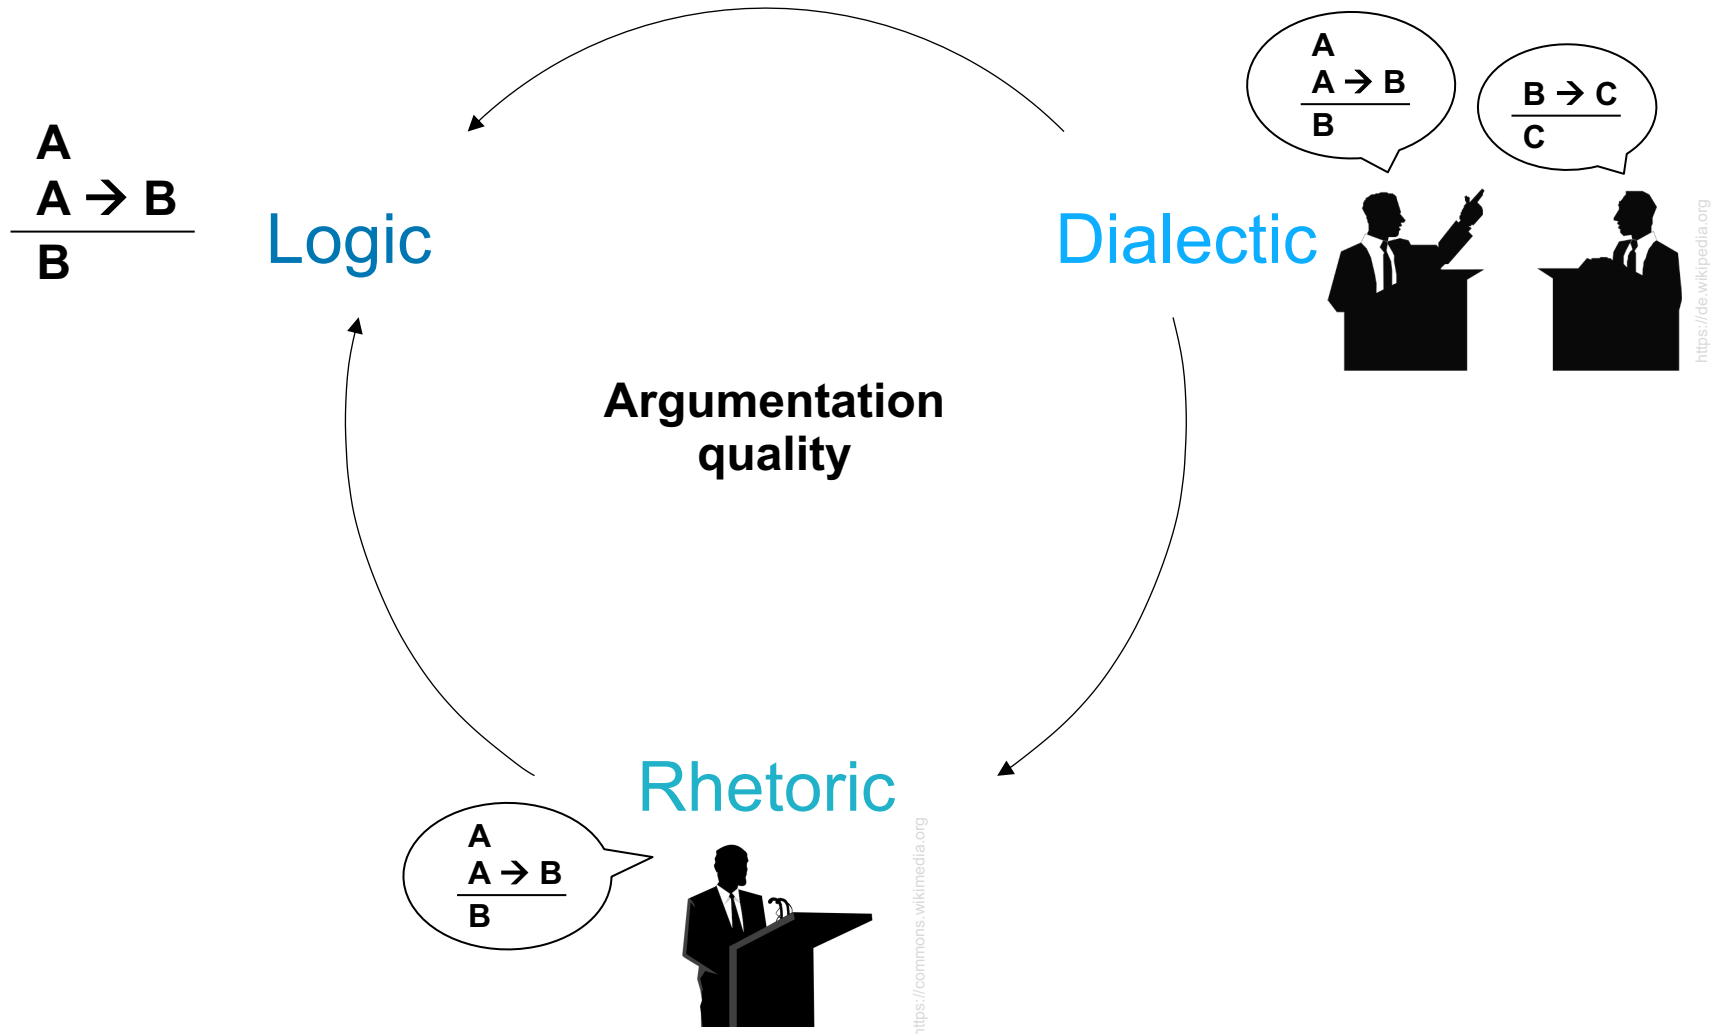 A
A → B
B
Logic
A
A → B
B
B → C
C
Dialectic
https://de.wikipedia.org
Argumentation
quality
Rhetoric
A
A → B
B
https://commons.wikimedia.org